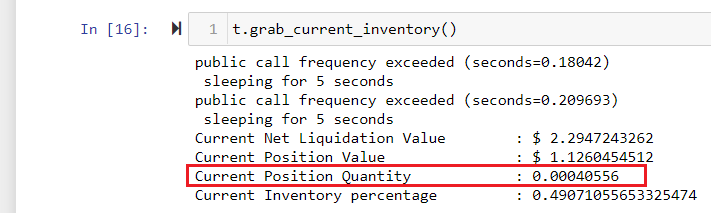 In [16]: 1 t.grab_current_inventory()
public call frequency exceeded (seconds=0.18042)
sleeping for 5 seconds
public call frequency exceeded (seconds=0.209693)
sleeping for 5 seconds
Current Net Liquidation Value : $ 2.2947243262
Current Position Value : $ 1.1260454512
Current Position Quantity : 0.00040556
Current Inventory percentage : 0.49071055653325474